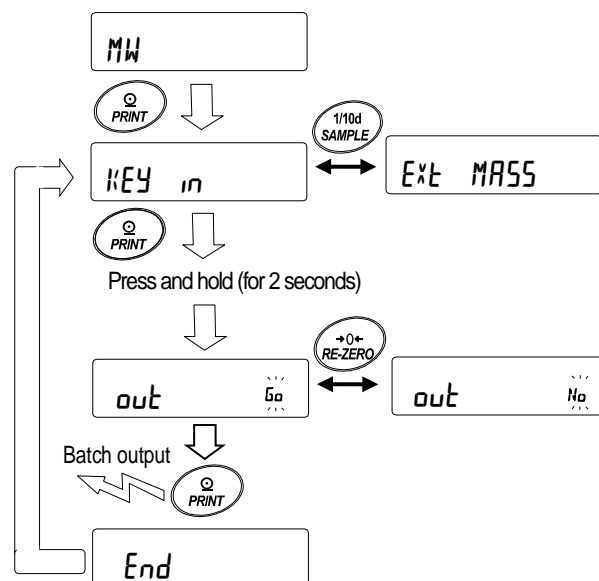 MW
PRINT
1/10d
SAMPLE
KEY in
Ext MASS
PRINT
Press and hold (for 2 seconds)
→0←
RE-ZERO
out Go
out No
Batch output
PRINT
End